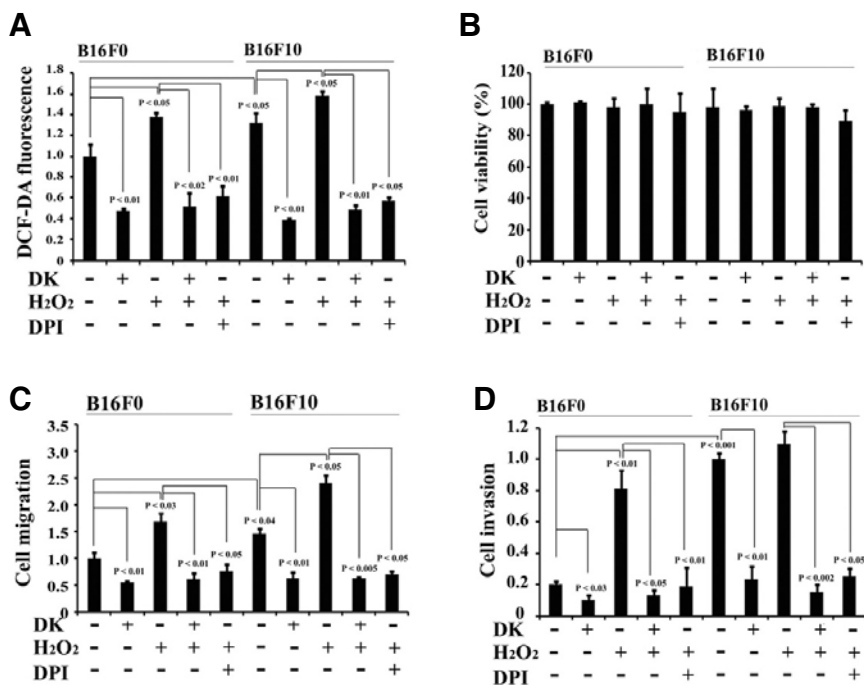 A
B16F0 B16F10
DCF-DA fluorescence
1.8
1.6
1.4
1.2
1.0
0.8
0.6
0.4
0.2
0
P < 0.01
P < 0.05
P < 0.02
P < 0.01
P < 0.05
P < 0.01
P < 0.05
P < 0.01
P < 0.05
DK - + - + - - + - + -
H2O2 - - + + + - - + + +
DPI - - - - + - - - - +
B
B16F0 B16F10
Cell viability (%)
120
100
80
60
40
20
0
DK - + - + - - + - + -
H2O2 - - + + + - - + + +
DPI - - - - + - - - - +
C
B16F0 B16F10
Cell migration
3.5
3.0
2.5
2.0
1.5
1.0
0.5
0.0
P < 0.01
P < 0.03
P < 0.01
P < 0.05
P < 0.04
P < 0.01
P < 0.05
P < 0.005
P < 0.05
DK - + - + - - + - + -
H2O2 - - + + + - - + + +
DPI - - - - + - - - - +
D
B16F0 B16F10
Cell invasion
1.2
1.0
0.8
0.6
0.4
0.2
0.0
P < 0.03
P < 0.01
P < 0.05
P < 0.01
P < 0.001
P < 0.01
P < 0.002
P < 0.05
DK - + - + - - + - + -
H2O2 - - + + + - - + + +
DPI - - - - + - - - - +